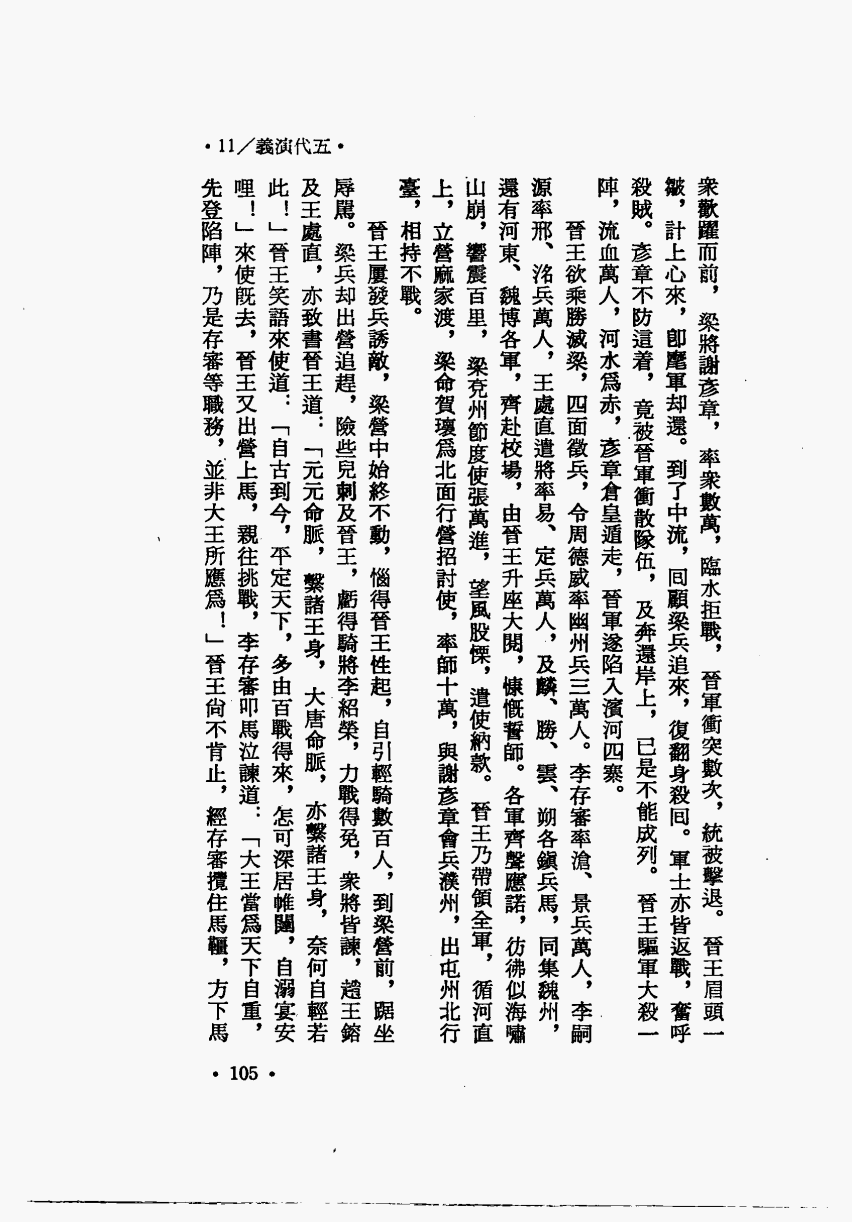 •11/義演代五•
衆歡躍而前，梁將謝彥章，率衆數萬，臨水拒戰，晉軍衝突數次，統被擊退。晉王眉頭一
皺，計上心來，卽麾軍却還。到了中流，囘顧梁兵追來，復翻身殺囘。軍士亦皆返戰，奮呼
殺賊。彥章不防這着，竟被晉軍衝散隊伍，及奔還岸上，已是不能成列。晉王驅軍大殺一
陣，流血萬人，河水爲赤，彥章倉皇遁走，晉軍遂陷入濱河四寨。
晉王欲乘勝滅梁，四面徵兵，令周德威率幽州兵三萬人。李存審率滄、景兵萬人，李嗣
源率邢、洺兵萬人，王處直遣將率易、定兵萬人，及麟、勝、雲、朔各鎭兵馬，同集魏州，
還有河東、魏博各軍，齊赴校場，由晉王升座大閱，慷慨誓師。各軍齊聲應諾，彷彿似海嘯
山崩，響震百里，梁兗州節度使張萬進，望風股慄，遣使納款。晉王乃帶領全軍，循河直
上，立營麻家渡，梁命賀瓌爲北面行營招討使，率師十萬，與謝彥章會兵濮州，出屯州北行
臺，相持不戰。
晉王屢發兵誘敵，梁營中始終不動，惱得晉王性起，自引輕騎數百人，到梁營前，踞坐
辱駡。梁兵却出營追趕，險些兒刺及晉王，虧得騎將李紹榮，力戰得免，衆將皆諫，趙王鎔
及王處直，亦致書晉王道：「元元命脈，繫諸王身，大唐命脈，亦繫諸王身，奈何自輕若
此！」晉王笑語來使道：「自古到今，平定天下，多由百戰得來，怎可深居帷闥，自溺宴安
哩！」來使旣去，晉王又出營上馬，親往挑戰，李存審叩馬泣諫道：「大王當爲天下自重，
先登陷陣，乃是存審等職務，並非大王所應爲！」晉王尙不肯止，經存審攬住馬韁，方下馬
•105•